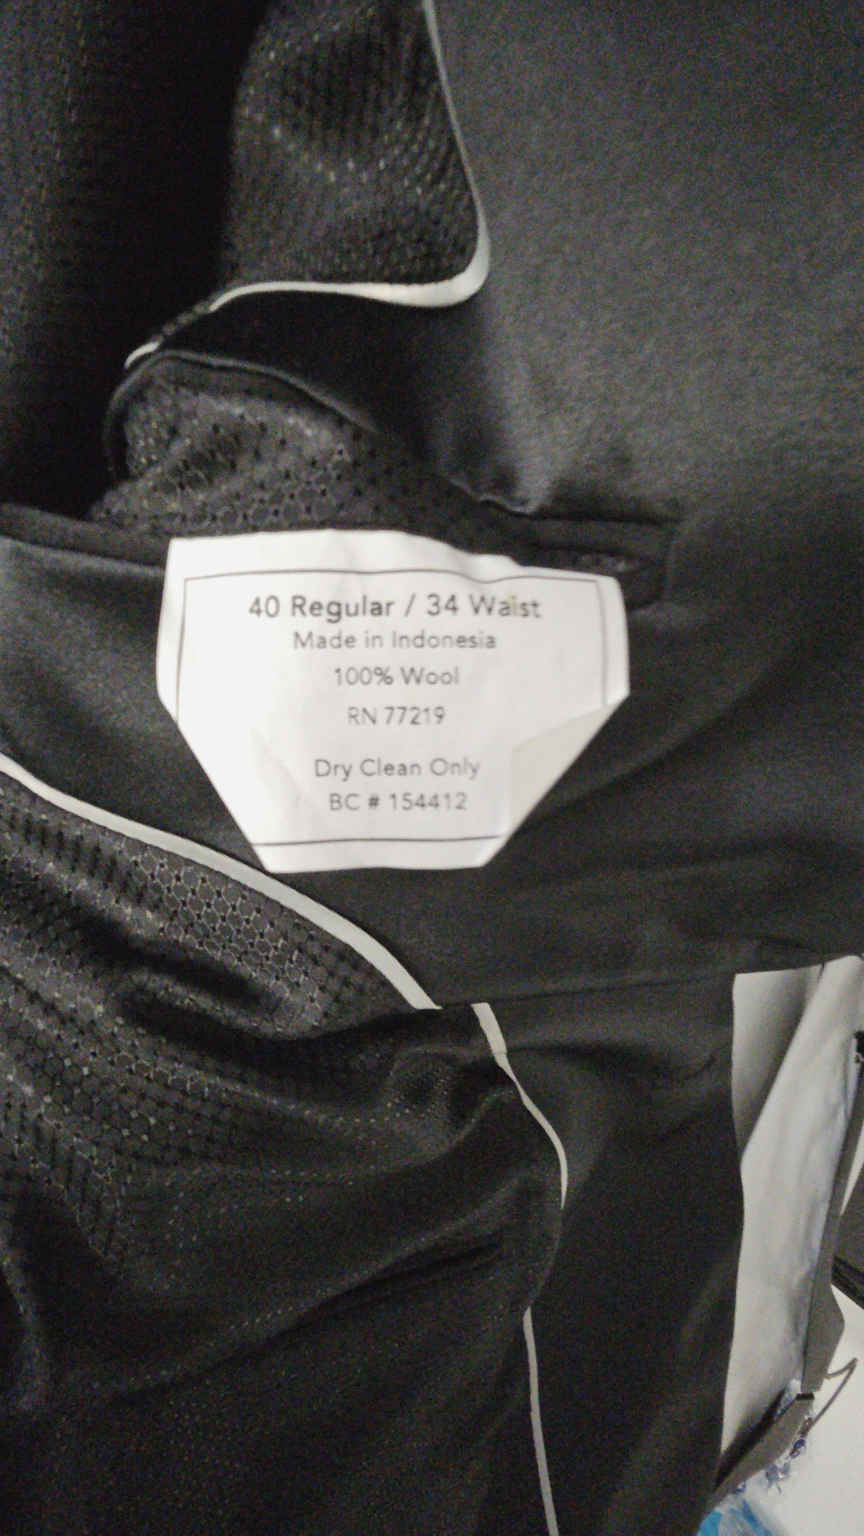 40 Regular / 34 Waist
Made in Indonesia
100% Wool
RN 77219
Dry Clean Only
BC # 154412